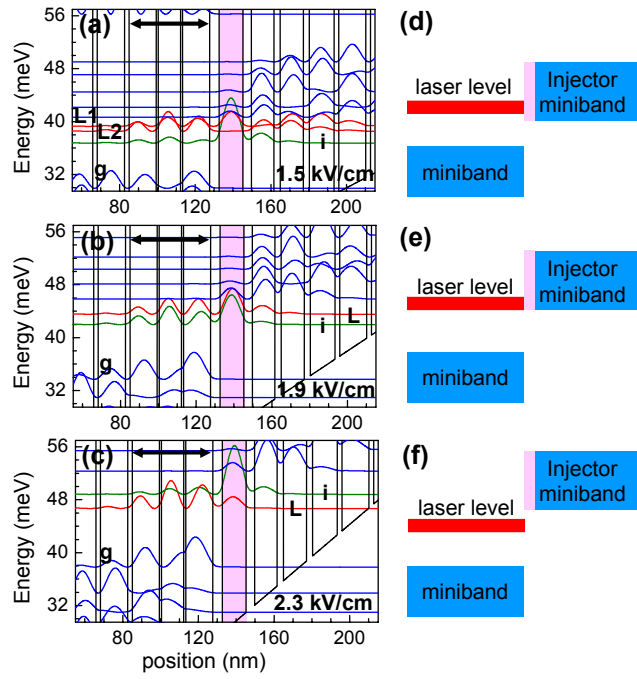 (a)
Energy (meV)
56
48
40
32
L1
L2
g
i
1.5 kV/cm
80 120 160 200
(b)
Energy (meV)
56
48
40
32
g
i
L
1.9 kV/cm
80 120 160 200
(c)
Energy (meV)
56
48
40
32
g
i
L
2.3 kV/cm
80 120 160 200
position (nm)
(d)
laser level
Injector
miniband
miniband
(e)
laser level
Injector
miniband
miniband
(f)
laser level
Injector
miniband
miniband